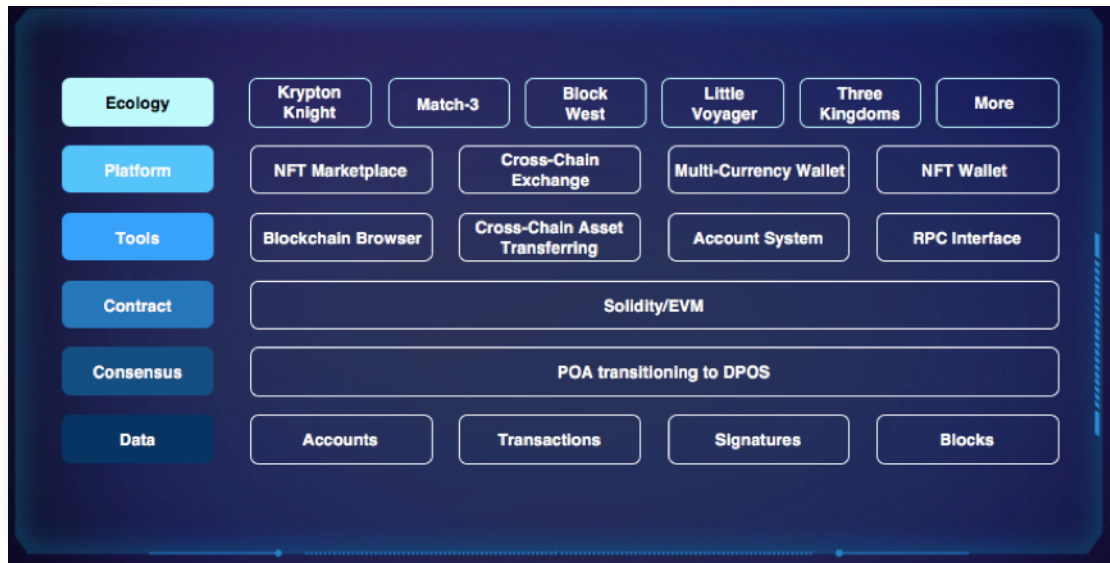 Ecology
Krypton
Knight
Match-3
Block
West
Little
Voyager
Three
Kingdoms
More
Platform
NFT Marketplace
Cross-Chain
Exchange
Multi-Currency Wallet
NFT Wallet
Tools
Blockchain Browser
Cross-Chain Asset
Transferring
Account System
RPC Interface
Contract
Solidity/EVM
Consensus
POA transitioning to DPOS
Data
Accounts
Transactions
Signatures
Blocks